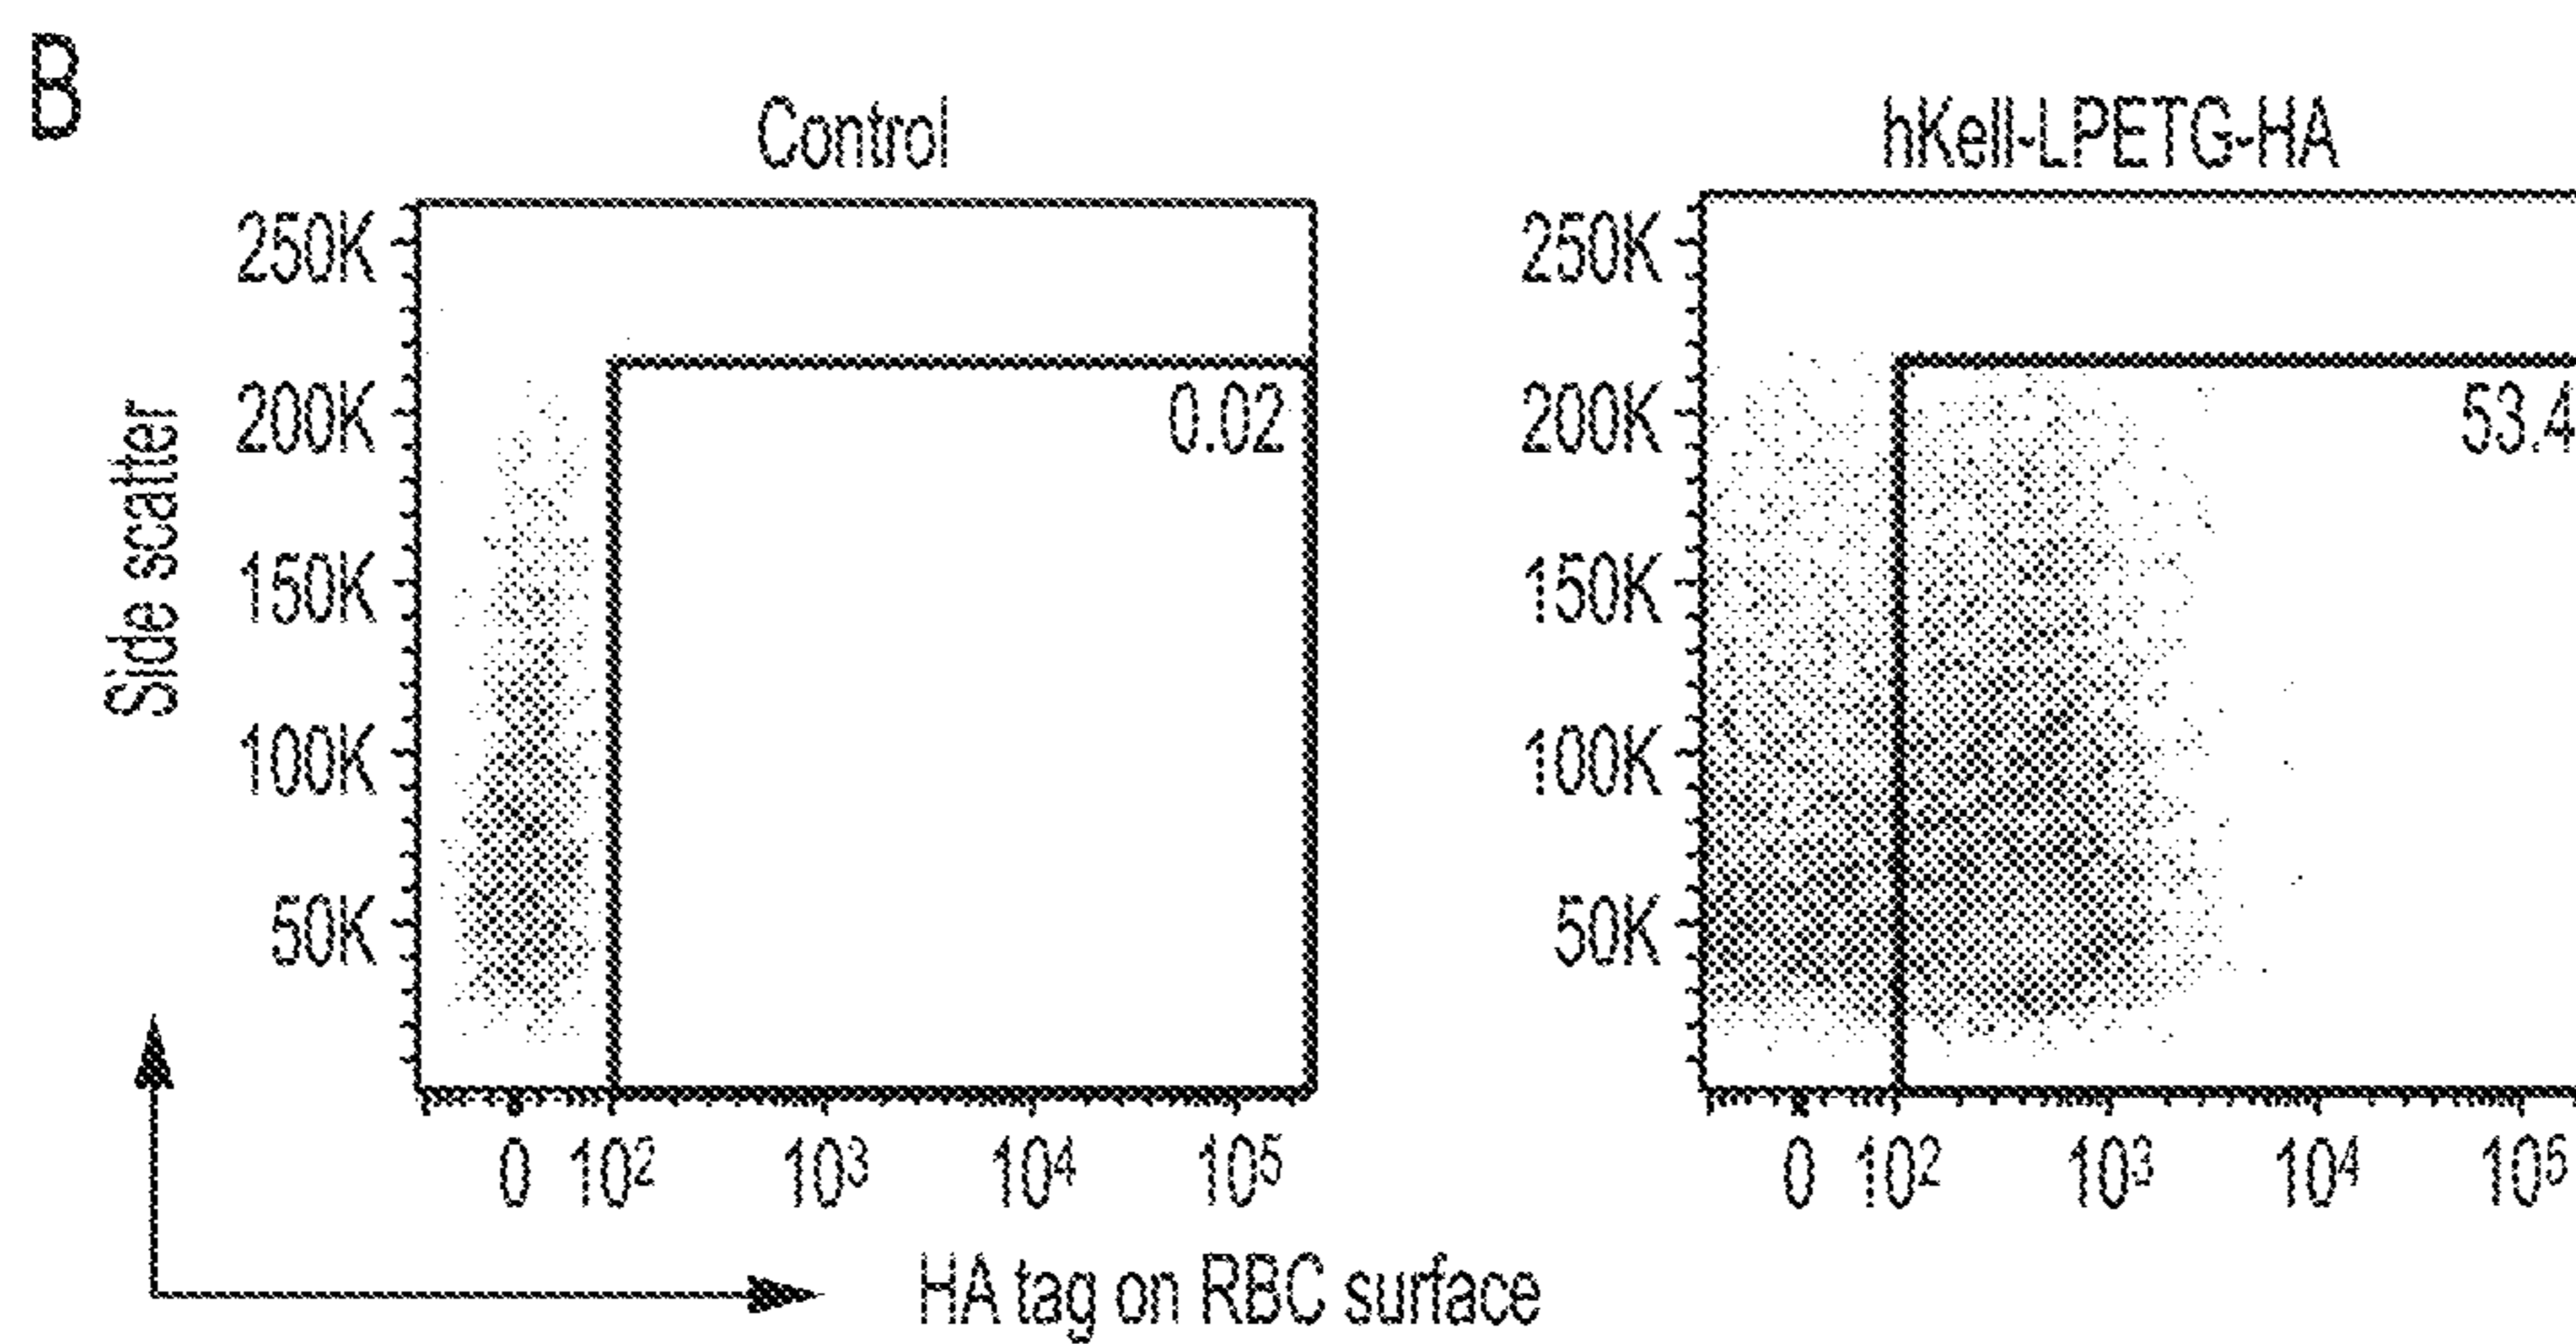 B
Control
hKell-LPETG-HA
250K
200K
150K
100K
50K
0.02
0 10² 10³ 10⁴ 10⁵
250K
200K
150K
100K
50K
53.4
0 10² 10³ 10⁴ 10⁵
Side scatter
HA tag on RBC surface